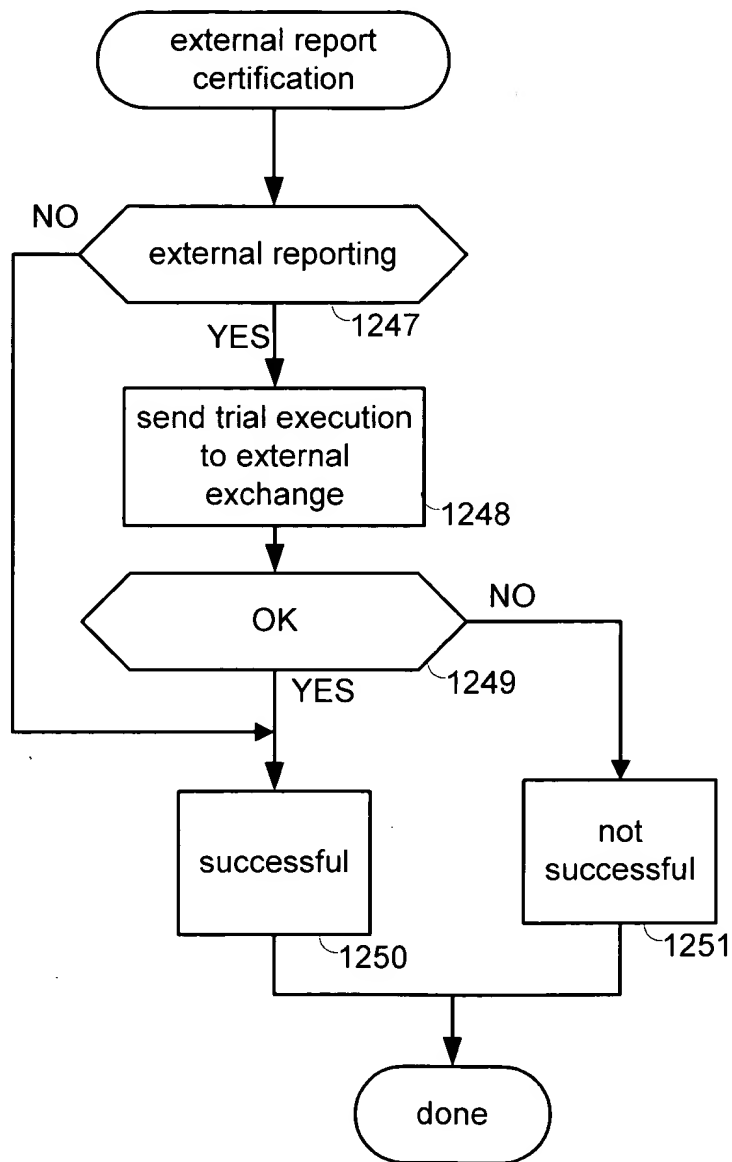 external report
certification
NO
external reporting
1247
YES
send trial execution
to external
exchange
1248
OK
NO
1249
YES
successful
1250
not
successful
1251
done